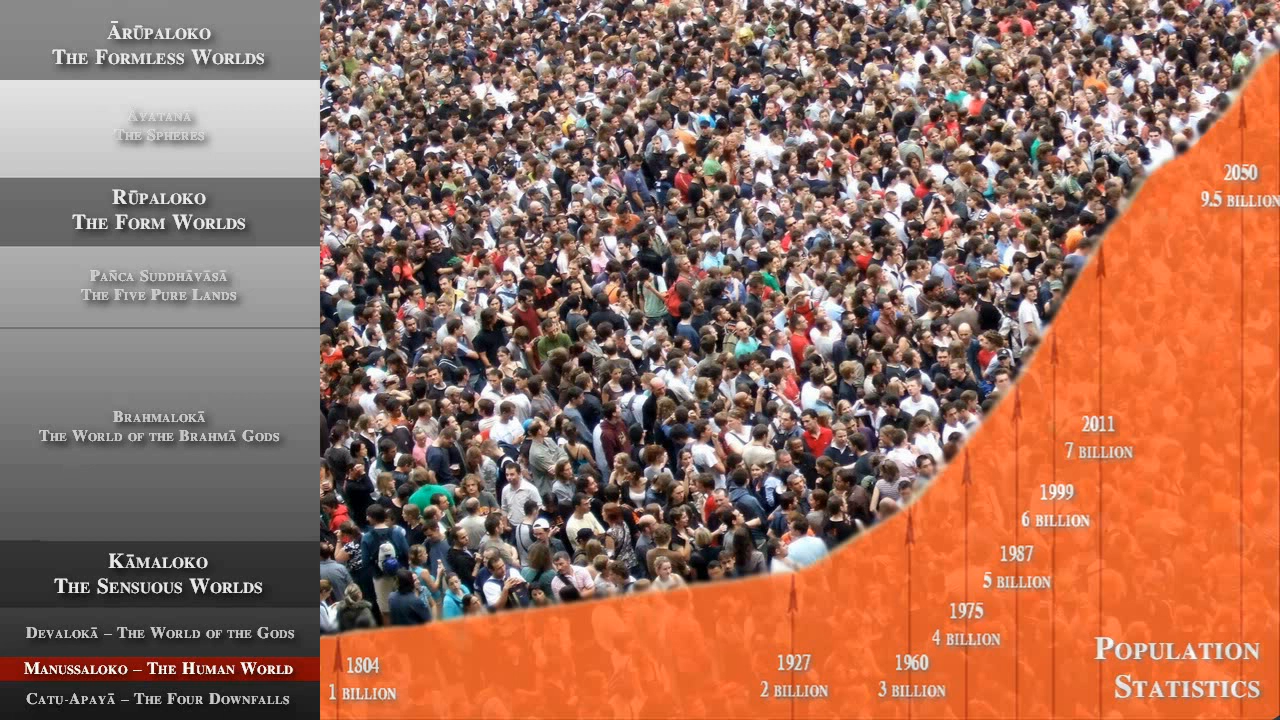 ĀRŪPALOKO
THE FORMLESS WORLDS
ĀYATANĀ
THE SPHERES
RŪPALOKO
THE FORM WORLDS
PAÑCA SUDDHĀVĀSĀ
THE FIVE PURE LANDS
BRAHMALOKĀ
THE WORLD OF THE BRAHMĀ GODS
KĀMALOKO
THE SENSUOUS WORLDS
DEVALOKĀ – THE WORLD OF THE GODS
MANUSSALOKO – THE HUMAN WORLD
CATU-APAYĀ – THE FOUR DOWNFALLS
1804
1 BILLION
1927
2 BILLION
1960
3 BILLION
1975
4 BILLION
1987
5 BILLION
1999
6 BILLION
2011
7 BILLION
2050
9.5 BILLION
POPULATION
STATISTICS